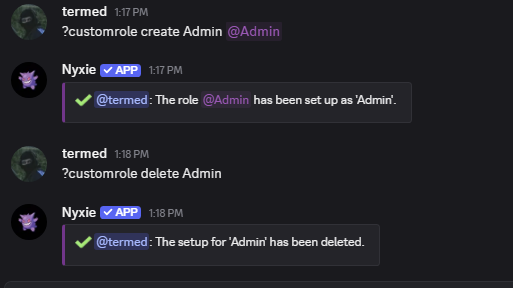 termed 1:17 PM
?customrole create Admin @Admin
Nyxie ✓ APP 1:17 PM
@termed: The role @Admin has been set up as 'Admin'.
termed 1:18 PM
?customrole delete Admin
Nyxie ✓ APP 1:18 PM
@termed: The setup for 'Admin' has been deleted.